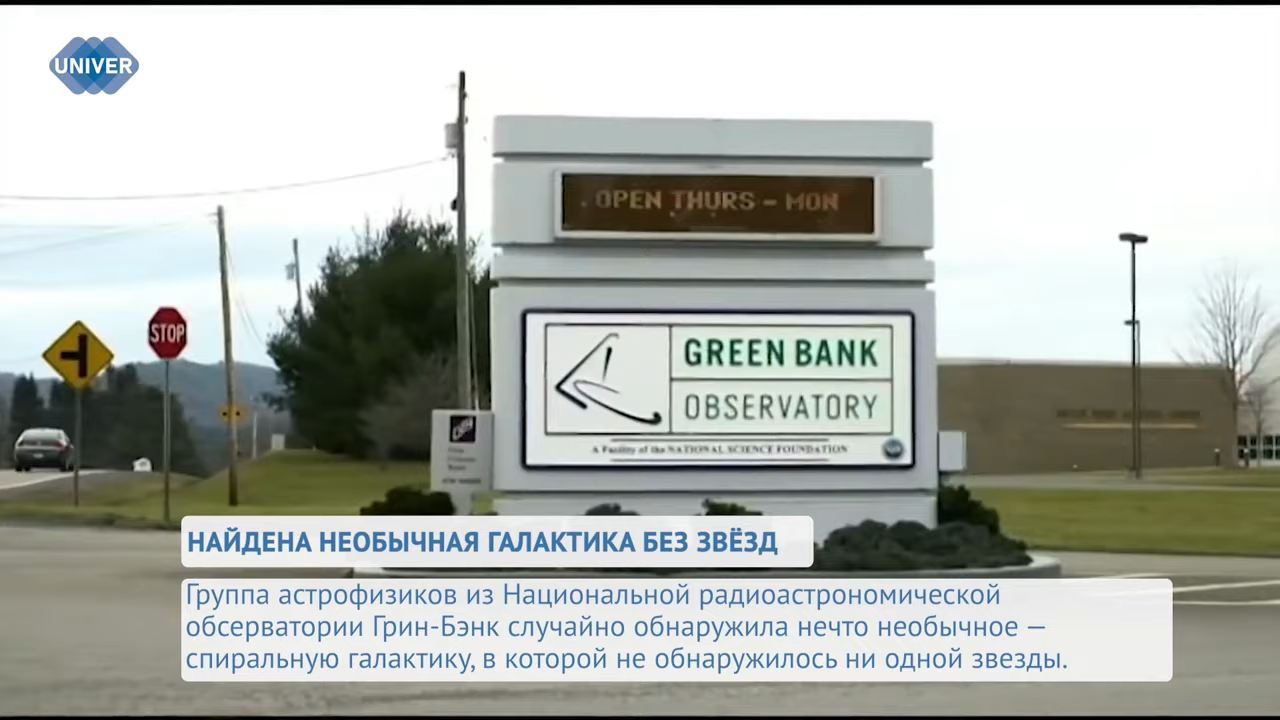 UNIVER
OPEN THURS - MON
STOP
GREEN BANK
OBSERVATORY
A Facility of the NATIONAL SCIENCE FOUNDATION
НАЙДЕНА НЕОБЫЧНАЯ ГАЛАКТИКА БЕЗ ЗВЁЗД
Группа астрофизиков из Национальной радиоастрономической
обсерватории Грин-Бэнк случайно обнаружила нечто необычное —
спиральную галактику, в которой не обнаружилось ни одной звезды.